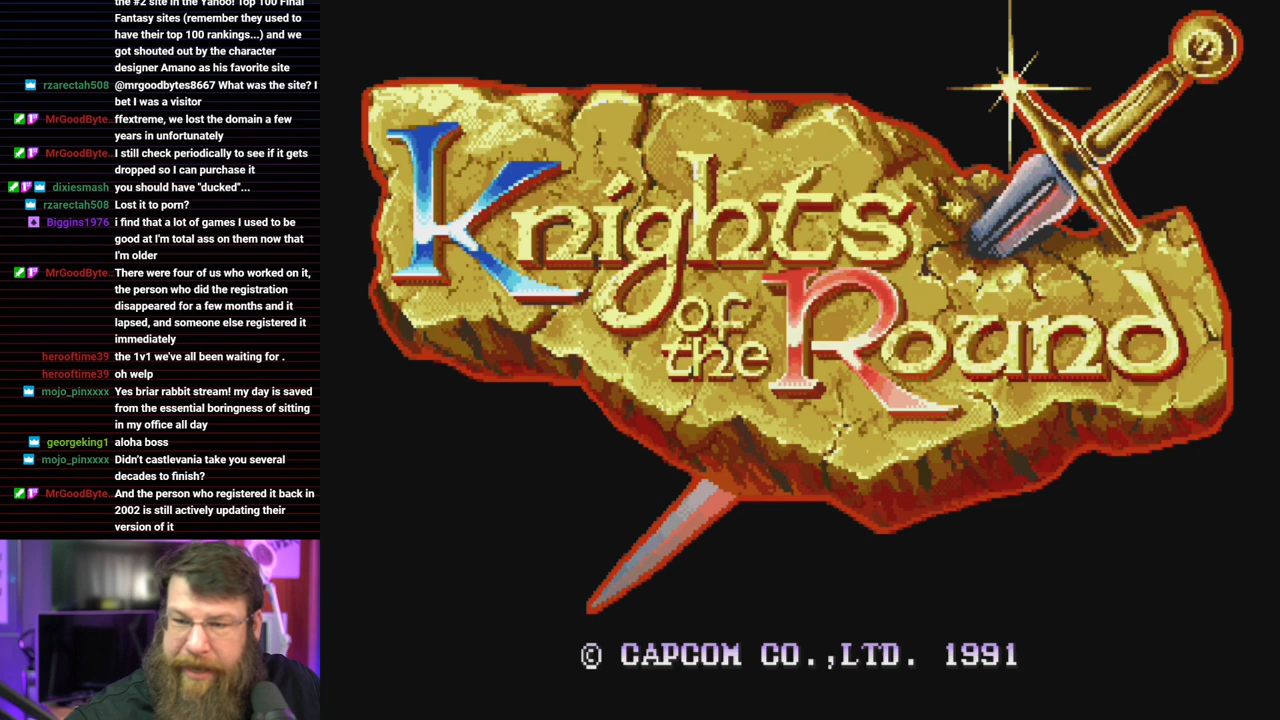 the #2 site in the Yahoo! Top 100 Final
Fantasy sites (remember they used to
have their top 100 rankings...) and we
got shouted out by the character
designer Amano as his favorite site
rzarectah508 @mrgoodbytes8667 What was the site? I
bet I was a visitor
MrGoodByte.. ffextreme, we lost the domain a few
years in unfortunately
MrGoodByte.. I still check periodically to see if it gets
dropped so I can purchase it
dixiesmash you should have "ducked"...
rzarectah508 Lost it to porn?
Biggins1976 i find that a lot of games I used to be
good at I'm total ass on them now that
I'm older
MrGoodByte.. There were four of us who worked on it,
the person who did the registration
disappeared for a few months and it
lapsed, and someone else registered it
immediately
herooftime39 the 1v1 we've all been waiting for .
herooftime39 oh welp
mojo_pinxxxx Yes briar rabbit stream! my day is saved
from the essential boringness of sitting
in my office all day
georgeking1 aloha boss
mojo_pinxxxx Didn't castlevania take you several
decades to finish?
MrGoodByte.. And the person who registered it back in
2002 is still actively updating their
version of it
Knights
of
the Round
© CAPCOM CO.,LTD. 1991